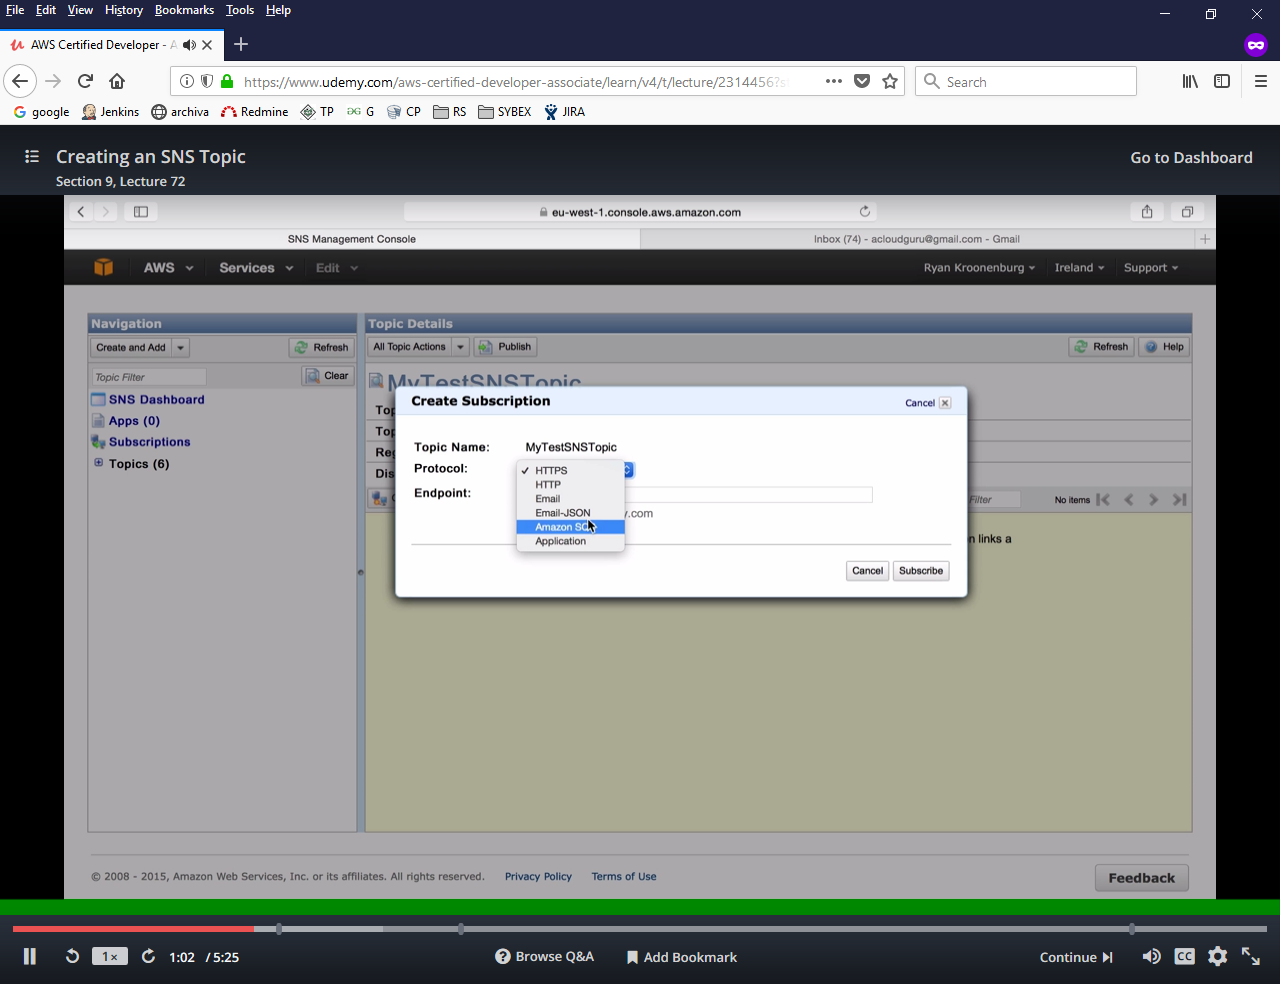 File Edit View History Bookmarks Tools Help
AWS Certified Developer - A
https://www.udemy.com/aws-certified-developer-associate/learn/v4/t/lecture/2314456?s
Search
google Jenkins archiva Redmine TP G CP RS SYBEX JIRA
Creating an SNS Topic
Go to Dashboard
Section 9, Lecture 72
eu-west-1.console.aws.amazon.com
SNS Management Console
Inbox (74) - acloudguru@gmail.com - Gmail
AWS Services Edit Ryan Kroonenburg Ireland Support
Navigation
Topic Details
Create and Add Refresh
All Topic Actions Publish Refresh Help
Topic Filter Clear
MyTestSNSTopic
SNS Dashboard
Apps (0)
Subscriptions
Topics (6)
Create Subscription Cancel
Topic Name: MyTestSNSTopic
Protocol:
HTTPS
HTTP
Email
Email-JSON
Amazon SQ
Application
Endpoint:
.com
Filter No items
links a
Cancel Subscribe
© 2008 - 2015, Amazon Web Services, Inc. or its affiliates. All rights reserved. Privacy Policy Terms of Use
Feedback
1x 1:02 / 5:25 Browse Q&A Add Bookmark Continue CC